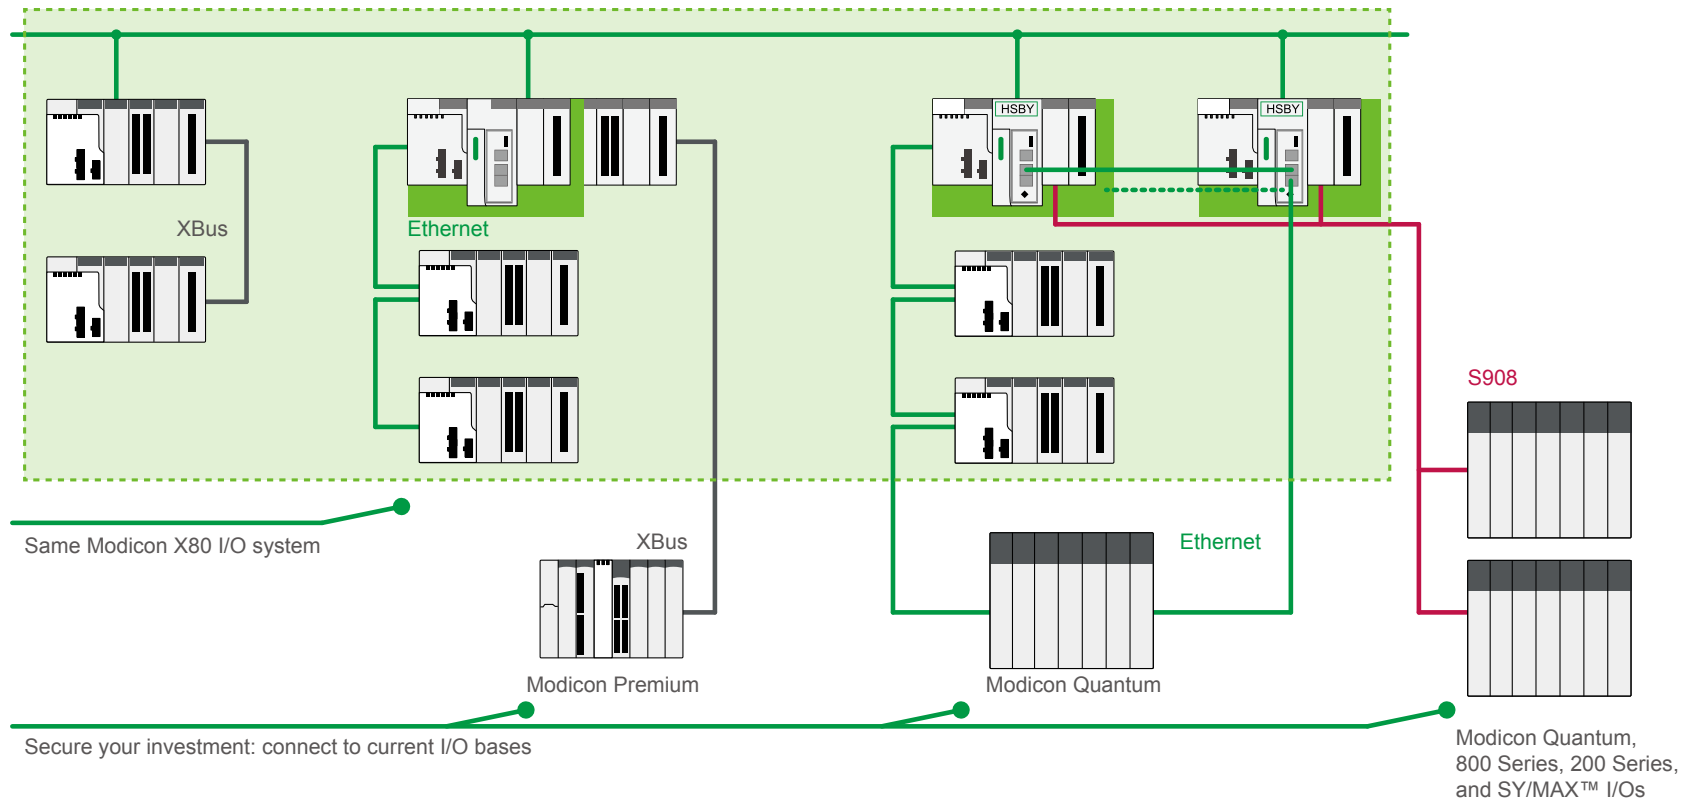 HSBY
HSBY
XBus
Ethernet
S908
Same Modicon X80 I/O system
XBus
Ethernet
Modicon Premium
Modicon Quantum
Secure your investment: connect to current I/O bases
Modicon Quantum,
800 Series, 200 Series,
and SY/MAX™ I/Os